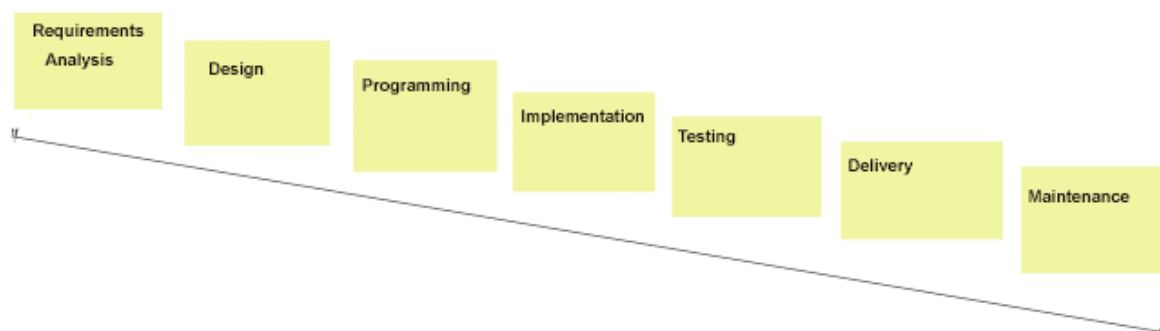 Requirements
Analysis
Design
Programming
Implementation
Testing
Delivery
Maintenance